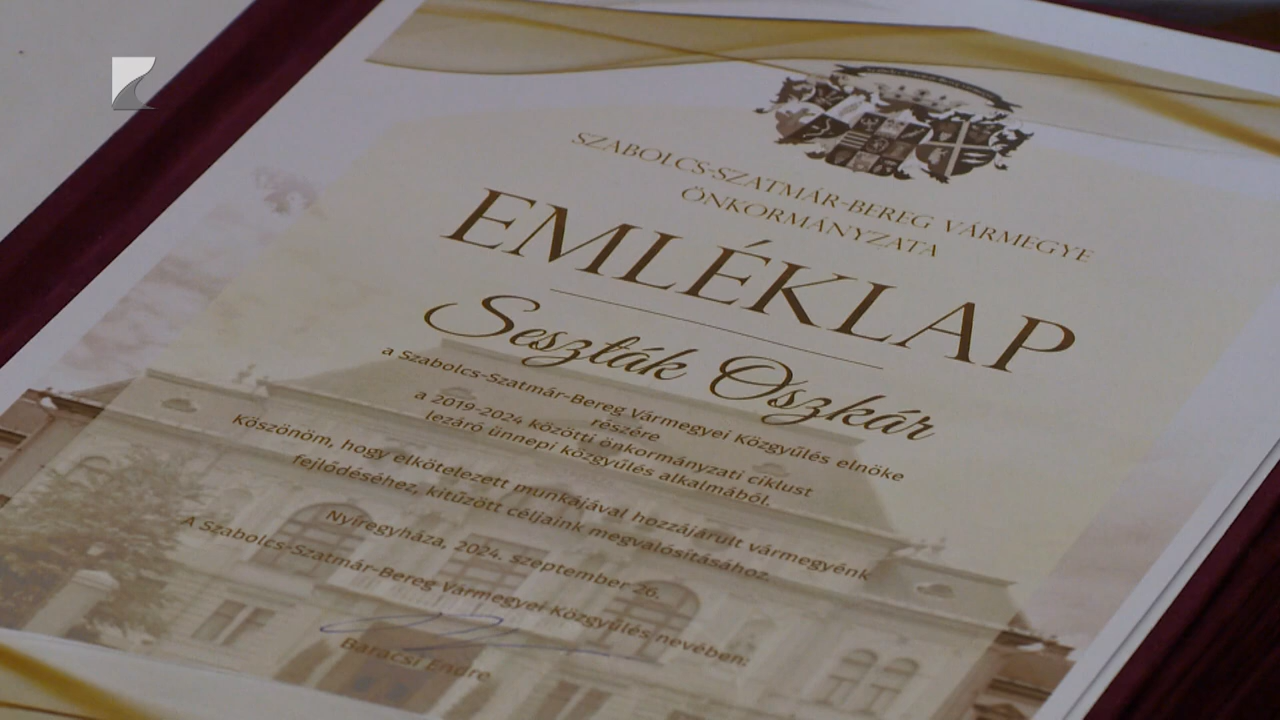 SZABOLCS-SZATMÁR-BEREG VÁRMEGYE
ÖNKORMÁNYZATA
EMLÉKLAP
Seszták Oszkár
a Szabolcs-Szatmár-Bereg Vármegyei Közgyűlés elnöke
részére
a 2019-2024 közötti önkormányzati ciklust
lezáró ünnepi közgyűlés alkalmából.
Köszönöm, hogy elkötelezett munkájával hozzájárult vármegyénk
fejlődéséhez, kitűzött céljaink megvalósításához.
Nyíregyháza, 2024. szeptember 26.
A Szabolcs-Szatmár-Bereg Vármegyei Közgyűlés nevében:
Baracsi Endre